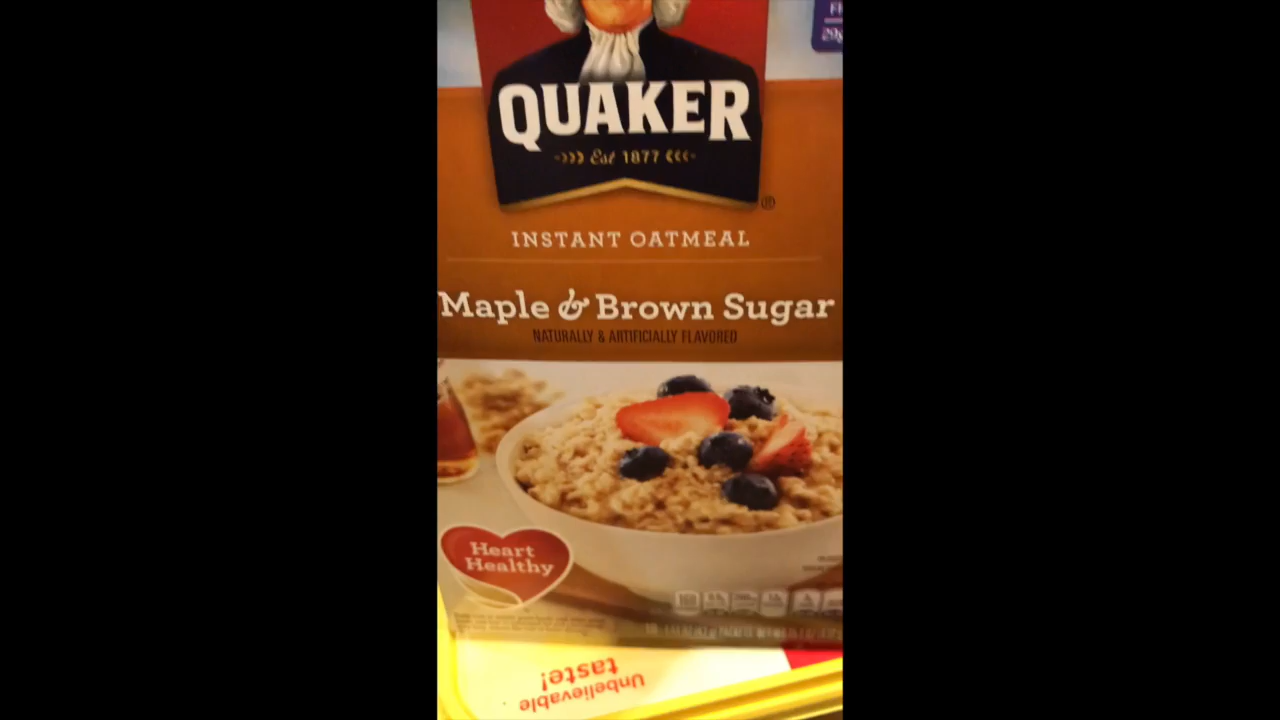 QUAKER
Est 1877
®
INSTANT OATMEAL
Maple & Brown Sugar
NATURALLY & ARTIFICIALLY FLAVORED
Heart
Healthy
Unbelievable
taste!